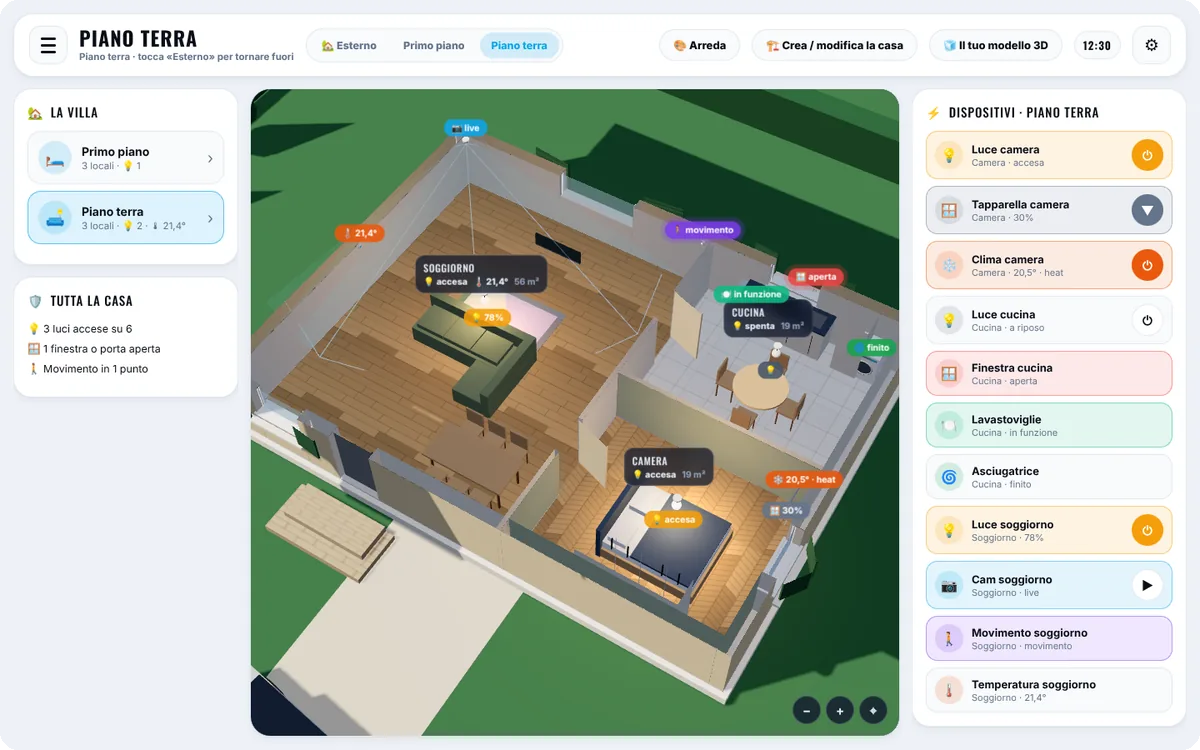 PIANO TERRA
Piano terra · tocca «Esterno» per tornare fuori
🏡 Esterno
Primo piano
Piano terra
🎨 Arreda
🏗️ Crea / modifica la casa
🧊 Il tuo modello 3D
12:30
🏡 LA VILLA
Primo piano
3 locali · 💡 1
Piano terra
3 locali · 💡 2 · 🌡 21,4°
🛡️ TUTTA LA CASA
💡 3 luci accese su 6
🪟 1 finestra o porta aperta
🚶 Movimento in 1 punto
📷 live
🌡️ 21,4°
🚶 movimento
SOGGIORNO
💡 accesa 🌡️ 21,4° 56 m²
💡 78%
🪟 aperta
🍽️ in funzione
CUCINA
💡 spenta 19 m²
🌀 finito
CAMERA
💡 accesa 19 m²
❄️ 20,5° · heat
🪟 30%
💡 accesa
⚡ DISPOSITIVI · PIANO TERRA
Luce camera
Camera · accesa
Tapparella camera
Camera · 30%
Clima camera
Camera · 20,5° · heat
Luce cucina
Cucina · a riposo
Finestra cucina
Cucina · aperta
Lavastoviglie
Cucina · in funzione
Asciugatrice
Cucina · finito
Luce soggiorno
Soggiorno · 78%
Cam soggiorno
Soggiorno · live
Movimento soggiorno
Soggiorno · movimento
Temperatura soggiorno
Soggiorno · 21,4°